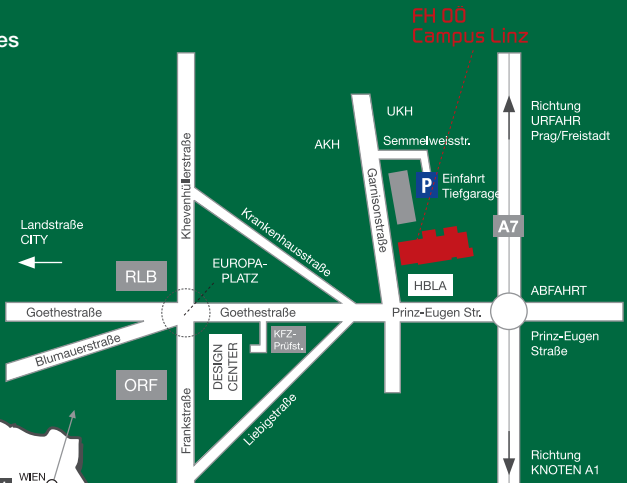 es
FH OÖ
Campus Linz
Richtung
URFAHR
Prag/Freistadt
UKH
AKH
Semmelweisstr.
P
Einfahrt
Tiefgarage
Garnisonstraße
Khevenhüllerstraße
Krankenhausstraße
Landstraße
CITY
A7
EUROPA-
PLATZ
RLB
HBLA
ABFAHRT
Goethestraße
Goethestraße
Prinz-Eugen Str.
Prinz-Eugen
Straße
KFZ-
Prüfst.
Blumauerstraße
DESIGN
CENTER
ORF
Frankstraße
Liebigstraße
Richtung
KNOTEN A1
WIEN